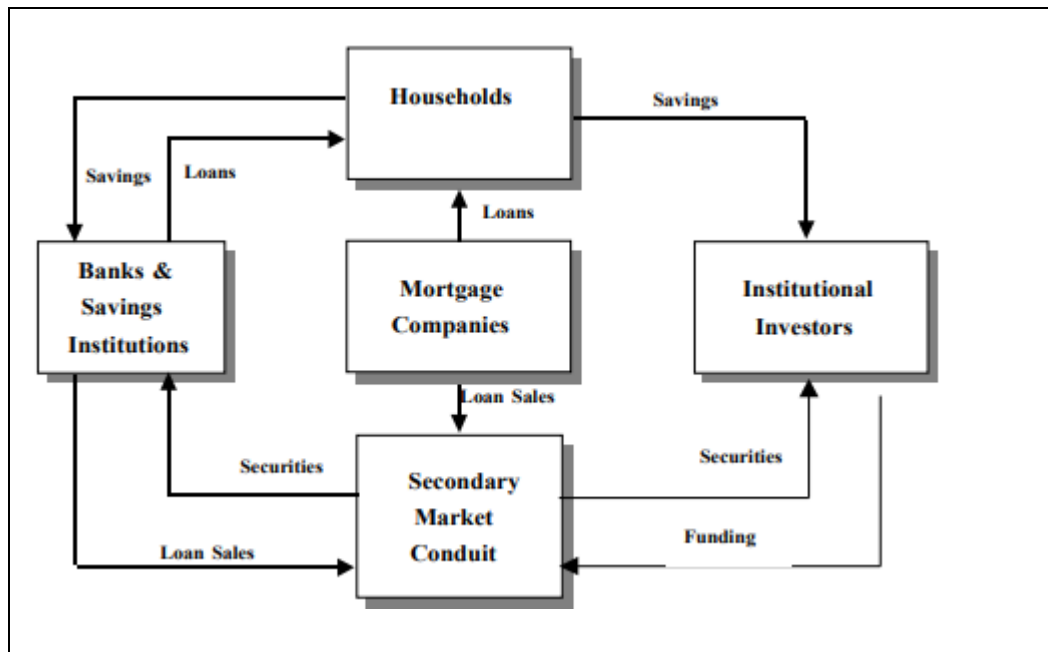 Households
Savings
Savings
Loans
Loans
Banks &
Savings
Institutions
Mortgage
Companies
Institutional
Investors
Loan Sales
Securities
Securities
Secondary
Market
Conduit
Funding
Loan Sales